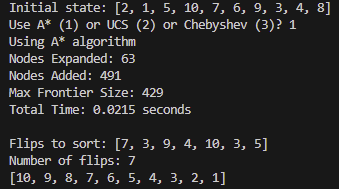 Initial state: [2, 1, 5, 10, 7, 6, 9, 3, 4, 8]
Use A* (1) or UCS (2) or Chebyshev (3)? 1
Using A* algorithm
Nodes Expanded: 63
Nodes Added: 491
Max Frontier Size: 429
Total Time: 0.0215 seconds

Flips to sort: [7, 3, 9, 4, 10, 3, 5]
Number of flips: 7
[10, 9, 8, 7, 6, 5, 4, 3, 2, 1]